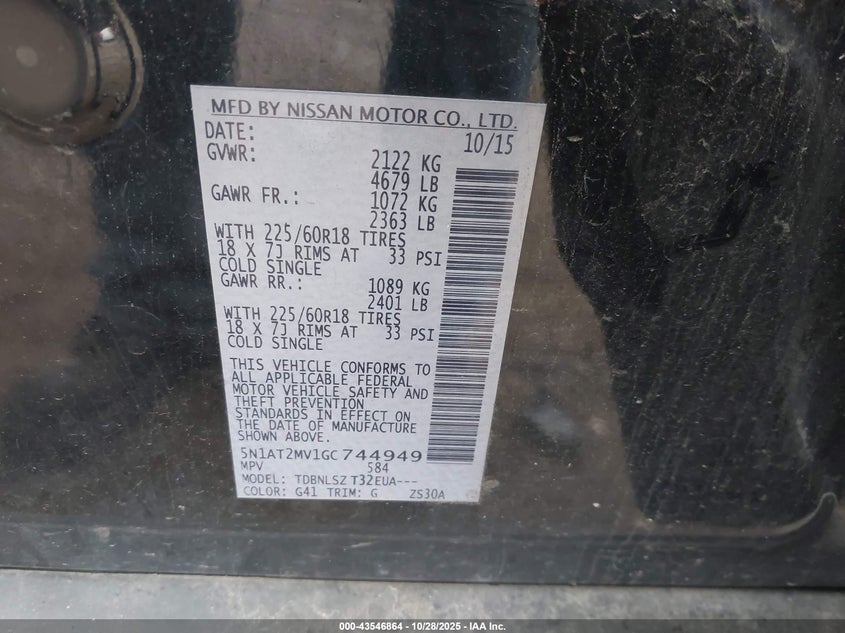 MFD BY NISSAN MOTOR CO., LTD.
DATE: 10/15
GVWR: 2122 KG
4679 LB
GAWR FR.: 1072 KG
2363 LB
WITH 225/60R18 TIRES
18 X 7J RIMS AT 33 PSI
COLD SINGLE
GAWR RR.: 1089 KG
2401 LB
WITH 225/60R18 TIRES
18 X 7J RIMS AT 33 PSI
COLD SINGLE
THIS VEHICLE CONFORMS TO
ALL APPLICABLE FEDERAL
MOTOR VEHICLE SAFETY AND
THEFT PREVENTION
STANDARDS IN EFFECT ON
THE DATE OF MANUFACTURE
SHOWN ABOVE.
5N1AT2MV1GC744949
MPV 584
MODEL: TDBNLSZ T32EUA---
COLOR: G41 TRIM: G ZS30A
000-43546864 - 10/28/2025 - IAA Inc.